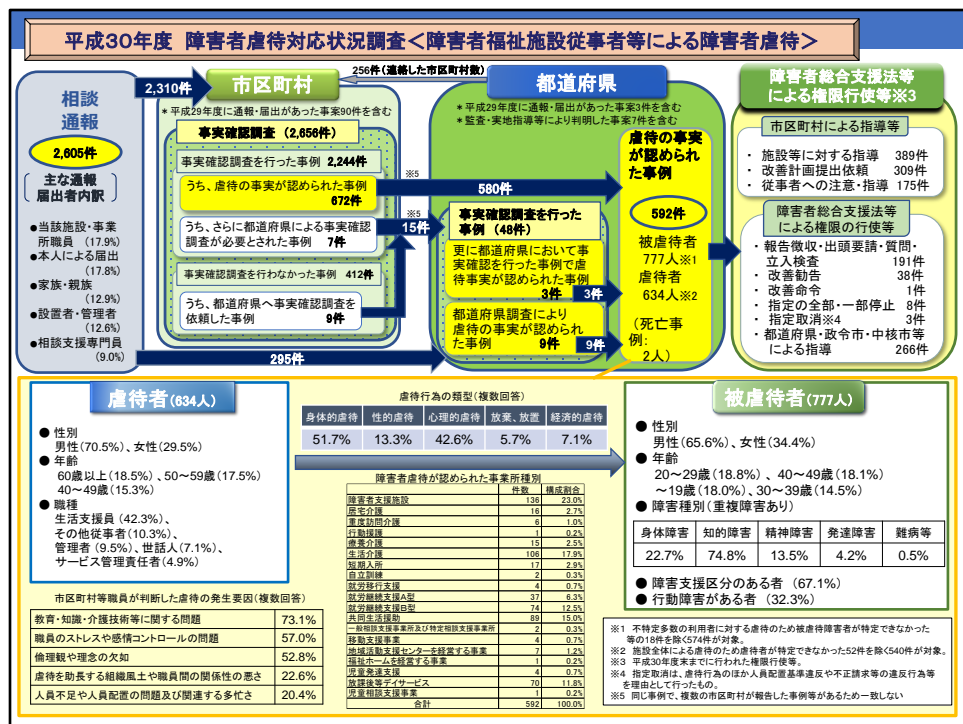 平成30年度 障害者虐待対応状況調査＜障害者福祉施設従事者等による障害者虐待＞
相談
通報
2,605件
主な通報
届出者内訳
●当該施設・事業
所職員 (17.9%)
●本人による届出
(17.8%)
●家族・親族
(12.9%)
●設置者・管理者
(12.6%)
●相談支援専門員
(9.0%)
2,310件
256件（連絡した市区町村数）
市区町村
＊平成29年度に通報・届出があった事案90件を含む
事実確認調査 （2,656件）
事実確認調査を行った事例 2,244件
うち、虐待の事実が認められた事例
672件
うち、さらに都道府県による事実確認
調査が必要とされた事例 7件
事実確認調査を行わなかった事例 412件
うち、都道府県へ事実確認調査を
依頼した事例 9件
※5
580件
※5
15件
295件
都道府県
＊平成29年度に通報・届出があった事案3件を含む
＊監査・実地指導等により判明した事案7件を含む
事実確認調査を行った
事例 （48件）
更に都道府県において事
実確認を行った事例で虐
待事実が認められた事例
3件
3件
都道府県調査により
虐待の事実が認められ
た事例 9件
9件
虐待の事実
が認められ
た事例
592件
被虐待者
777人※1
虐待者
634人※2
（死亡事
例：
2人）
障害者総合支援法等
による権限行使等※3
市区町村による指導等
・ 施設等に対する指導 389件
・ 改善計画提出依頼 309件
・ 従事者への注意・指導 175件
障害者総合支援法等
による権限の行使等
・報告徴収・出頭要請・質問・
立入検査 191件
・ 改善勧告 38件
・ 改善命令 1件
・ 指定の全部・一部停止 8件
・ 指定取消※4 3件
・都道府県・政令市・中核市等
による指導 266件
虐待者(634人)
● 性別
男性(70.5%)、女性(29.5%)
● 年齢
60歳以上(18.5%)、50～59歳(17.5%)
40～49歳(15.3%)
● 職種
生活支援員 (42.3%)、
その他従事者(10.3%)、
管理者 (9.5%)、世話人(7.1%)、
サービス管理責任者(4.9%)
市区町村等職員が判断した虐待の発生要因(複数回答)
教育・知識・介護技術等に関する問題 73.1%
職員のストレスや感情コントロールの問題 57.0%
倫理観や理念の欠如 52.8%
虐待を助長する組織風土や職員間の関係性の悪さ 22.6%
人員不足や人員配置の問題及び関連する多忙さ 20.4%
虐待行為の類型(複数回答)
身体的虐待 性的虐待 心理的虐待 放棄、放置 経済的虐待
51.7% 13.3% 42.6% 5.7% 7.1%
障害者虐待が認められた事業所種別
件数 構成割合
障害者支援施設 136 23.0%
居宅介護 16 2.7%
重度訪問介護 6 1.0%
行動援護 1 0.2%
療養介護 15 2.5%
生活介護 106 17.9%
短期入所 17 2.9%
自立訓練 2 0.3%
就労移行支援 4 0.7%
就労継続支援A型 37 6.3%
就労継続支援B型 74 12.5%
共同生活援助 89 15.0%
一般相談支援事業所及び特定相談支援事業所 2 0.3%
移動支援事業 4 0.7%
地域活動支援センターを経営する事業 7 1.2%
福祉ホームを経営する事業 1 0.2%
児童発達支援 4 0.7%
放課後等デイサービス 70 11.8%
児童相談支援事業 1 0.2%
合計 592 100.0%
被虐待者(777人)
● 性別
男性(65.6%)、女性(34.4%)
● 年齢
20～29歳(18.8%) 、40～49歳(18.1%)
～19歳(18.0%)、30～39歳(14.5%)
● 障害種別(重複障害あり)
身体障害 知的障害 精神障害 発達障害 難病等
22.7% 74.8% 13.5% 4.2% 0.5%
● 障害支援区分のある者 (67.1%)
● 行動障害がある者 (32.3%)
※1 不特定多数の利用者に対する虐待のため被虐待障害者が特定できなかった
等の18件を除く574件が対象。
※2 施設全体による虐待のため虐待者が特定できなかった52件を除く540件が対象。
※3 平成30年度末までに行われた権限行使等。
※4 指定取消は、虐待行為のほか人員配置基準違反や不正請求等の違反行為等
を理由として行ったもの。
※5 同じ事例で、複数の市区町村が報告した事例等があるため一致しない